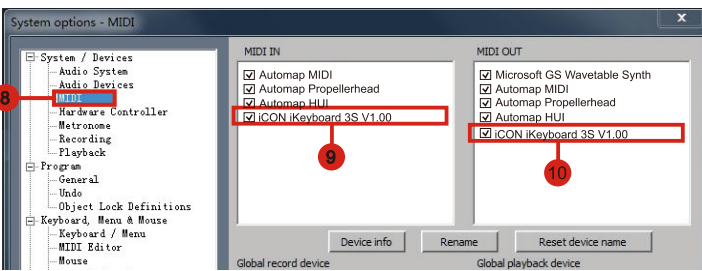 System options - MIDI
x
System / Devices
Audio System
Audio Devices
MIDI
Hardware Controller
Metronome
Recording
Playback
Program
General
Undo
Object Lock Definitions
Keyboard, Menu & Mouse
Keyboard / Menu
MIDI Editor
Mouse
8
MIDI IN
Automap MIDI
Automap Propellerhead
Automap HUI
iCON iKeyboard 3S V1.00
9
MIDI OUT
Microsoft GS Wavetable Synth
Automap MIDI
Automap Propellerhead
Automap HUI
iCON iKeyboard 3S V1.00
10
Device info
Rename
Reset device name
Global record device
Global playback device